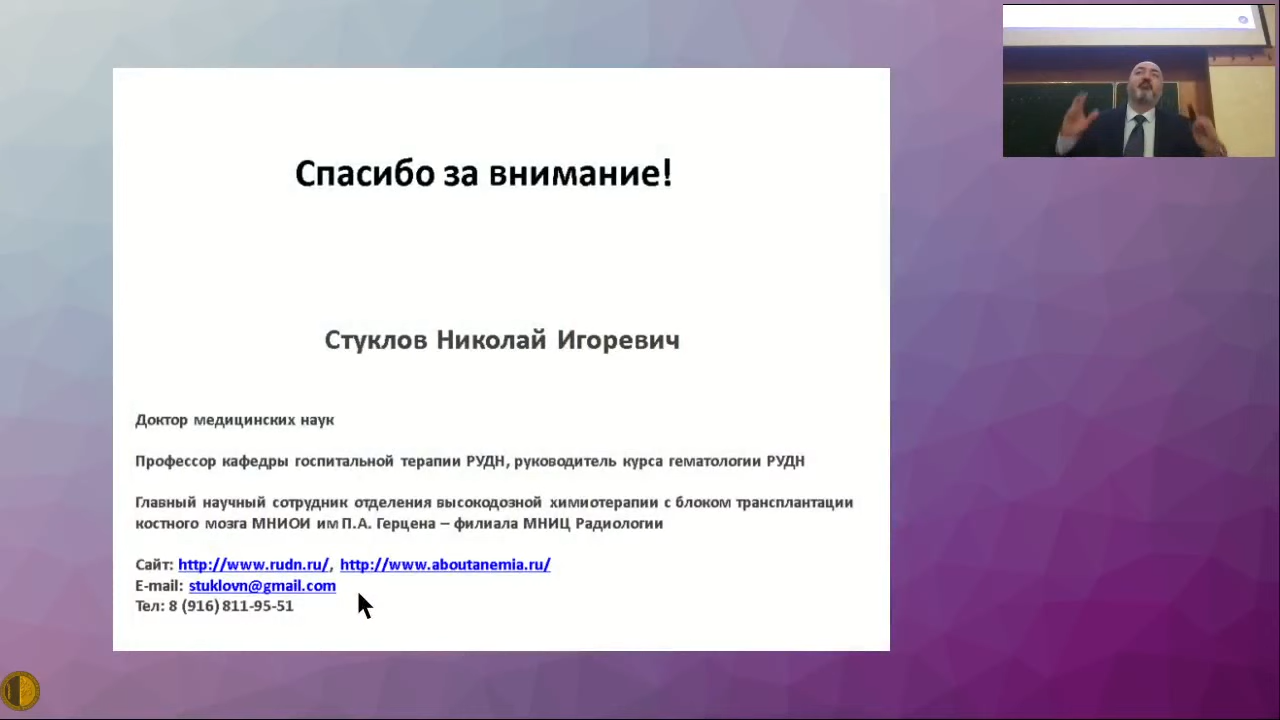 Спасибо за внимание!
Стуклов Николай Игоревич
Доктор медицинских наук
Профессор кафедры госпитальной терапии РУДН, руководитель курса гематологии РУДН
Главный научный сотрудник отделения высокодозной химиотерапии с блоком трансплантации
костного мозга МНИОИ им П.А. Герцена – филиала МНИЦ Радиологии
Сайт: http://www.rudn.ru/, http://www.aboutanemia.ru/
E-mail: stuklovn@gmail.com
Тел: 8 (916) 811-95-51